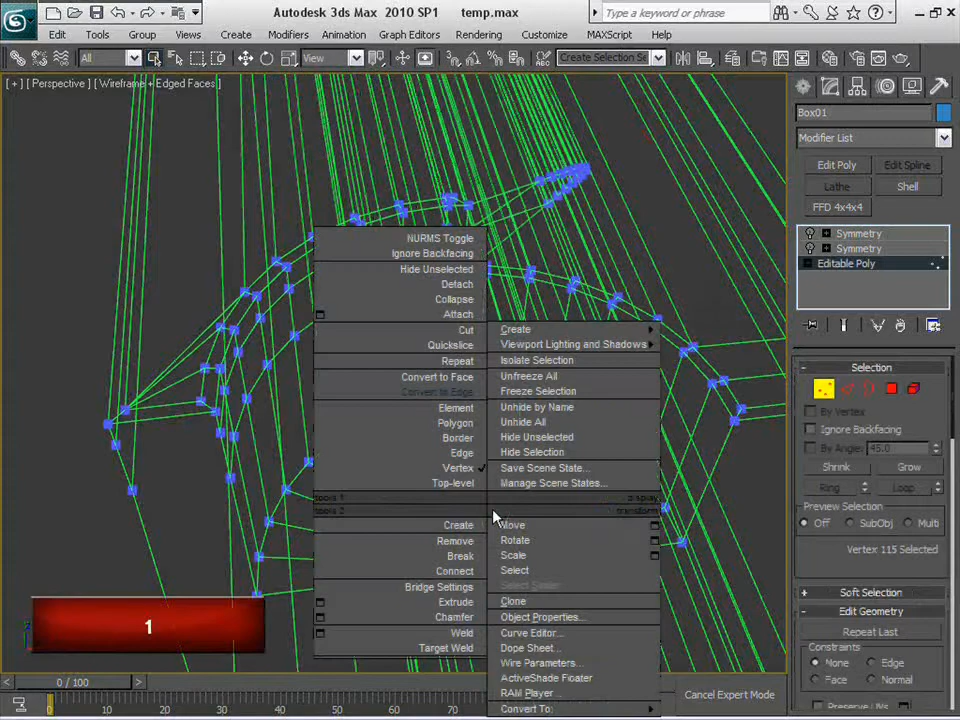 Autodesk 3ds Max 2010 SP1 temp.max
Type a keyword or phrase
Edit Tools Group Views Create Modifiers Animation Graph Editors Rendering Customize MAXScript Help
All View Create Selection Se
[ + ] [ Perspective ] [ Wireframe + Edged Faces ]
Box01
Modifier List
Edit Poly Edit Spline
Lathe Shell
FFD 4x4x4
Symmetry
Symmetry
Editable Poly
NURMS Toggle
Ignore Backfacing
Hide Unselected
Detach
Collapse
Attach
Cut
Quickslice
Repeat
Convert to Face
Convert to Edge
Element
Polygon
Border
Edge
Vertex
Top-level
tools 1
tools 2
Create
Remove
Break
Connect
Bridge Settings
Extrude
Chamfer
Weld
Target Weld
Create
Viewport Lighting and Shadows
Isolate Selection
Unfreeze All
Freeze Selection
Unhide by Name
Unhide All
Hide Unselected
Hide Selection
Save Scene State...
Manage Scene States...
display
transform
Move
Rotate
Scale
Select
Clone
Object Properties...
Curve Editor...
Dope Sheet...
Wire Parameters...
ActiveShade Floater
RAM Player...
Convert To:
Selection
By Vertex
Ignore Backfacing
By Angle: 45.0
Shrink Grow
Ring Loop
Preview Selection
Off SubObj Multi
Vertex 115 Selected
Soft Selection
Edit Geometry
Repeat Last
Constraints
None Edge
Face Normal
1
0 / 100
0 10 20 30 40 50 60 70
Cancel Expert Mode